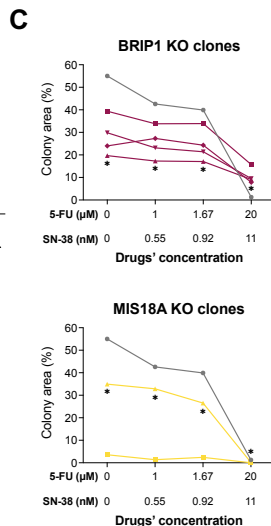 C
BRIP1 KO clones
Colony area (%)
60
50
40
30
20
10
0
* * * *
5-FU (µM) 0 1 1.67 20
SN-38 (nM) 0 0.55 0.92 11
Drugs' concentration
MIS18A KO clones
Colony area (%)
60
50
40
30
20
10
0
* * * *
5-FU (µM) 0 1 1.67 20
SN-38 (nM) 0 0.55 0.92 11
Drugs' concentration